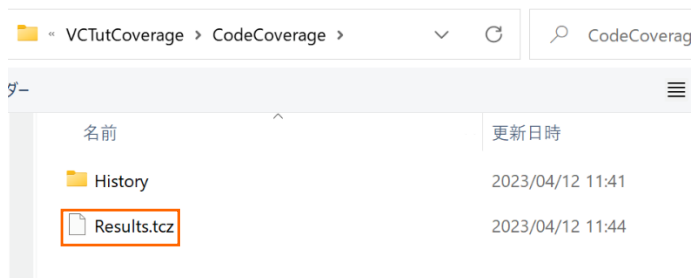 « VCTutCoverage > CodeCoverage >
CodeCoverag
ダー
名前 更新日時
History 2023/04/12 11:41
Results.tcz 2023/04/12 11:44